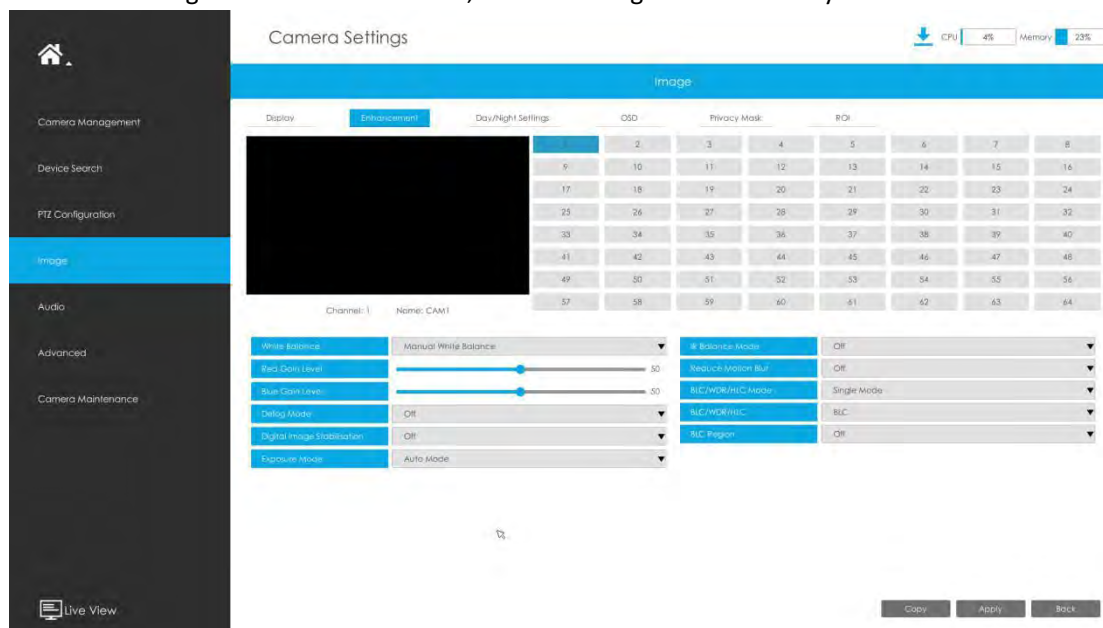 Camera Settings
CPU 4% Memory 23%
Image
Camera Management
Device Search
PTZ Configuration
Image
Audio
Advanced
Camera Maintenance
Live View
Display Enhancement Day/Night Settings OSD Privacy Mask ROI
1 2 3 4 5 6 7 8
9 10 11 12 13 14 15 16
17 18 19 20 21 22 23 24
25 26 27 28 29 30 31 32
33 34 35 36 37 38 39 40
41 42 43 44 45 46 47 48
49 50 51 52 53 54 55 56
57 58 59 60 61 62 63 64
Channel: 1 Name: CAM1
White Balance Manual White Balance
Red Gain Level 50
Blue Gain Level 50
Defog Mode Off
Digital Image Stabilisation Off
Exposure Mode Auto Mode
IR Balance Mode Off
Reduce Motion Blur Off
BLC/WDR/HLC Mode Single Mode
BLC/WDR/HLC BLC
BLC Region Off
Copy Apply Back